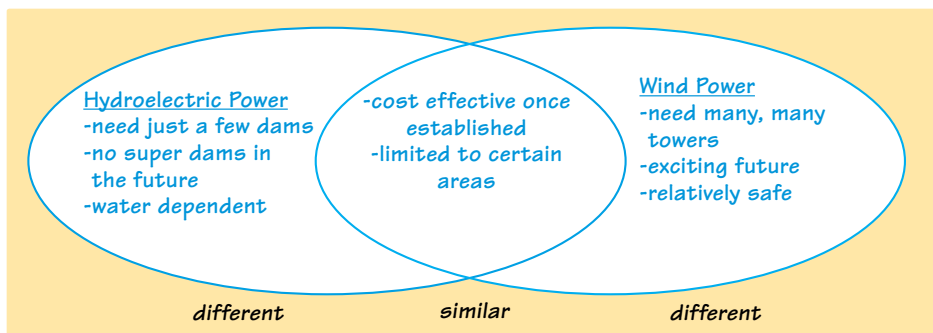 Hydroelectric Power
-need just a few dams
-no super dams in
the future
-water dependent
-cost effective once
established
-limited to certain
areas
Wind Power
-need many, many
towers
-exciting future
-relatively safe
different
similar
different